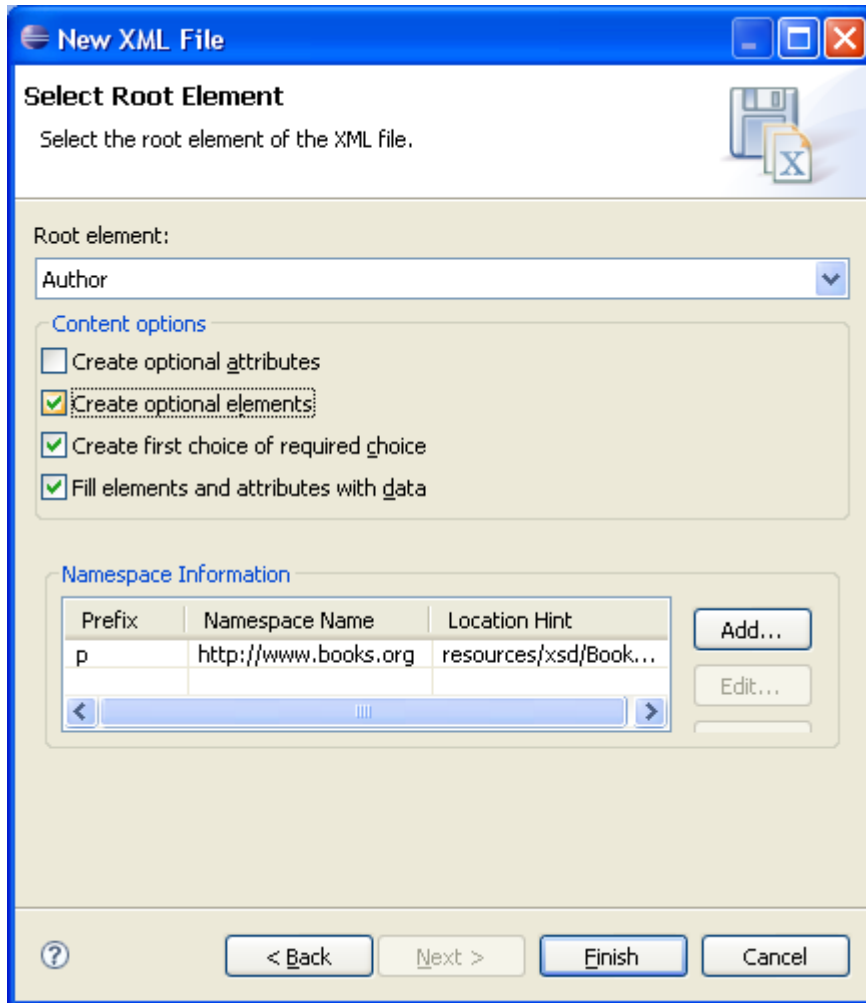 New XML File
Select Root Element
Select the root element of the XML file.
X
Root element:
Author
Content options
Create optional attributes
Create optional elements
Create first choice of required choice
Fill elements and attributes with data
Namespace Information
Prefix Namespace Name Location Hint
p http://www.books.org resources/xsd/Book...
Add...
Edit...
< Back Next > Finish Cancel